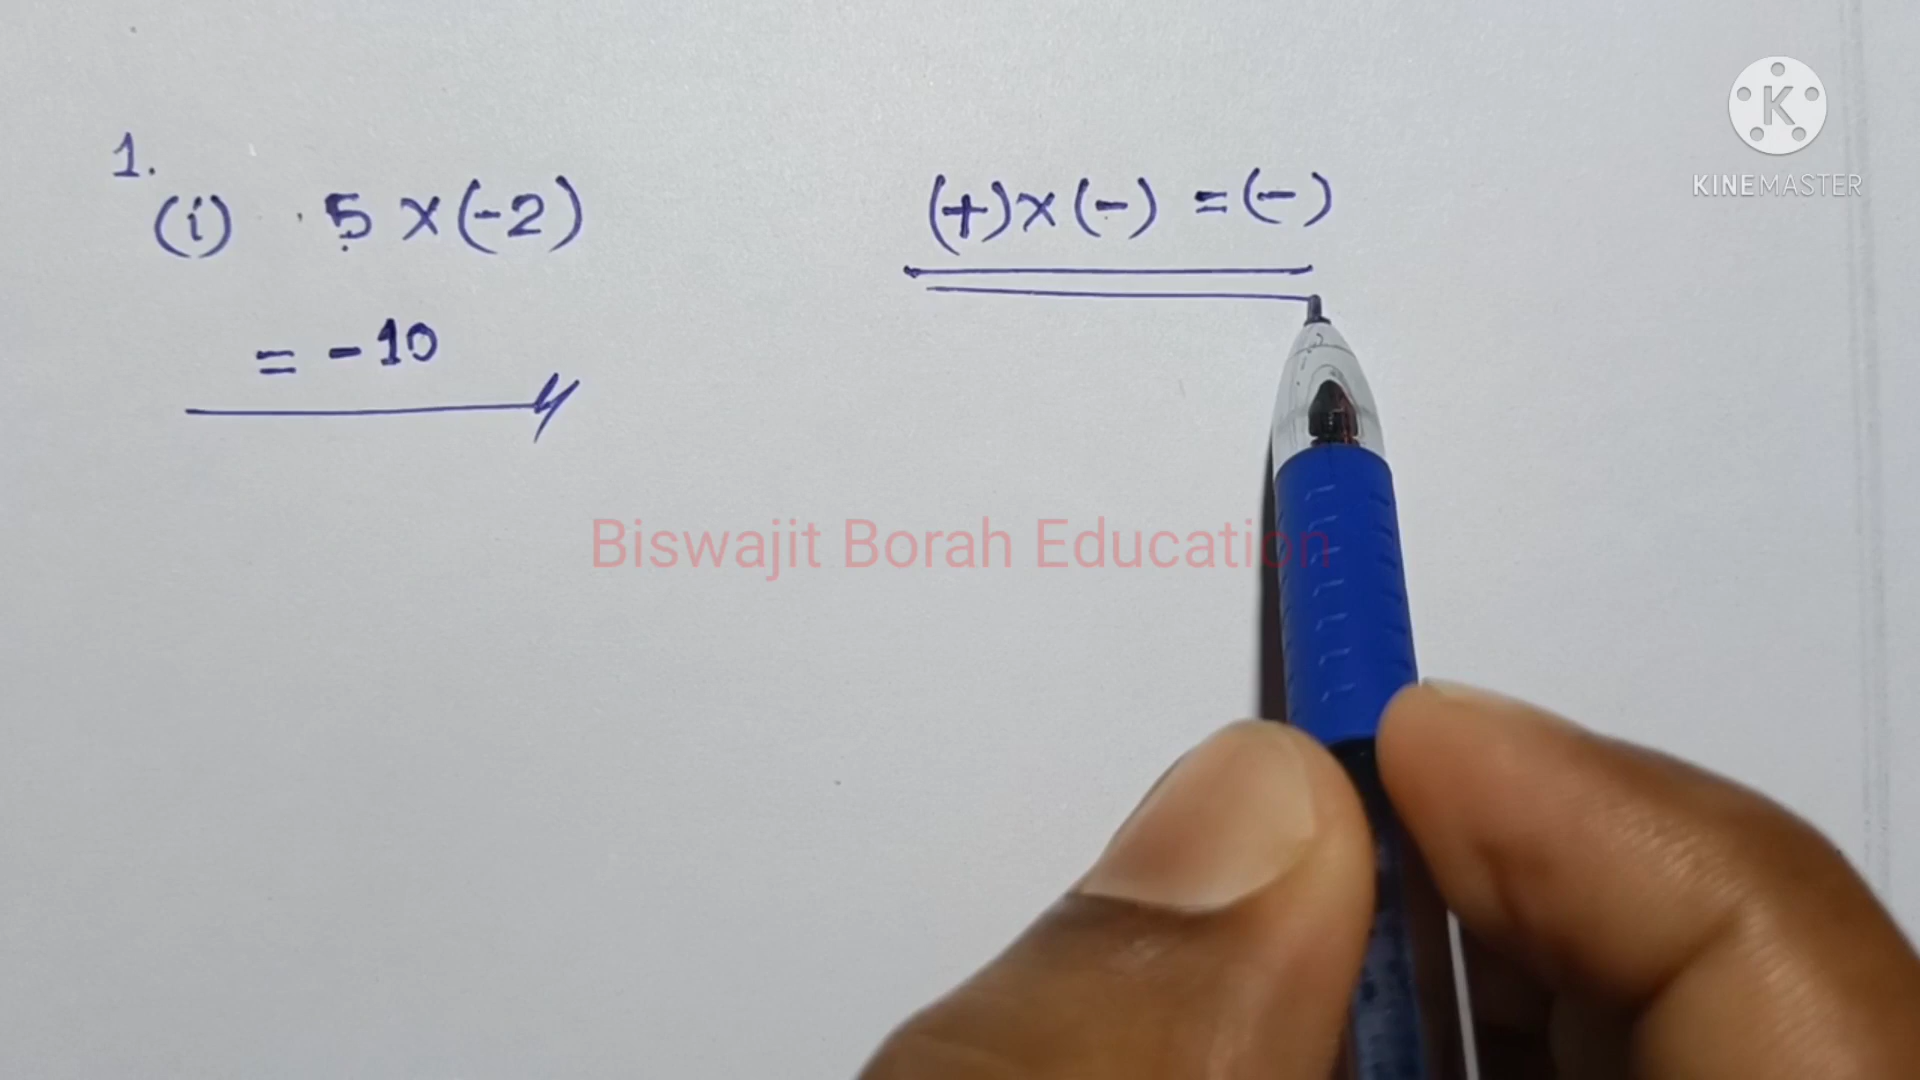 1.
(i) 5 × (-2)
= -10
(+) × (-) = (-)
Biswajit Borah Education
K
KINEMASTER